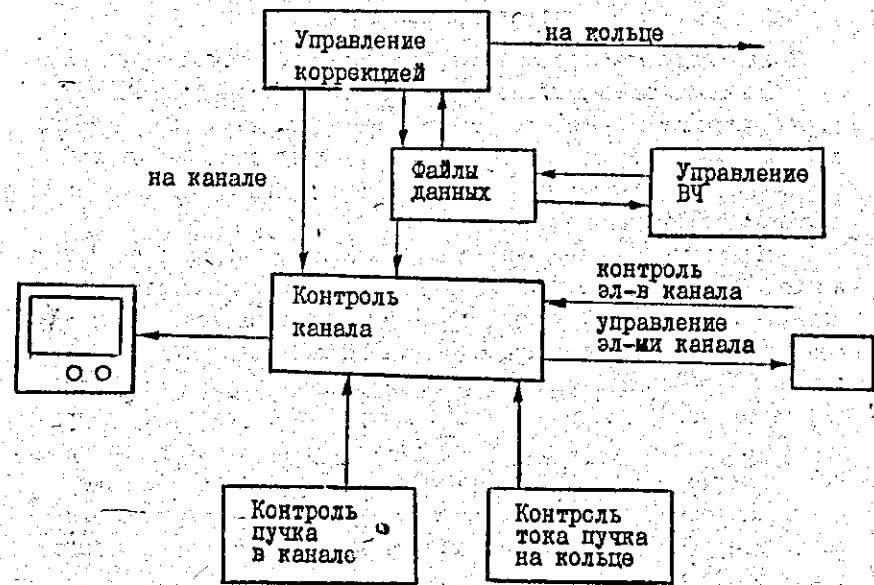 Управление
коррекцией
на кольце
на канале
Файлы
данных
Управление
ВЧ
Контроль
канала
контроль
эл-в канала
управление
эл-ми канала
Контроль
пучка
в канале
Контроль
тока пучка
на кольце